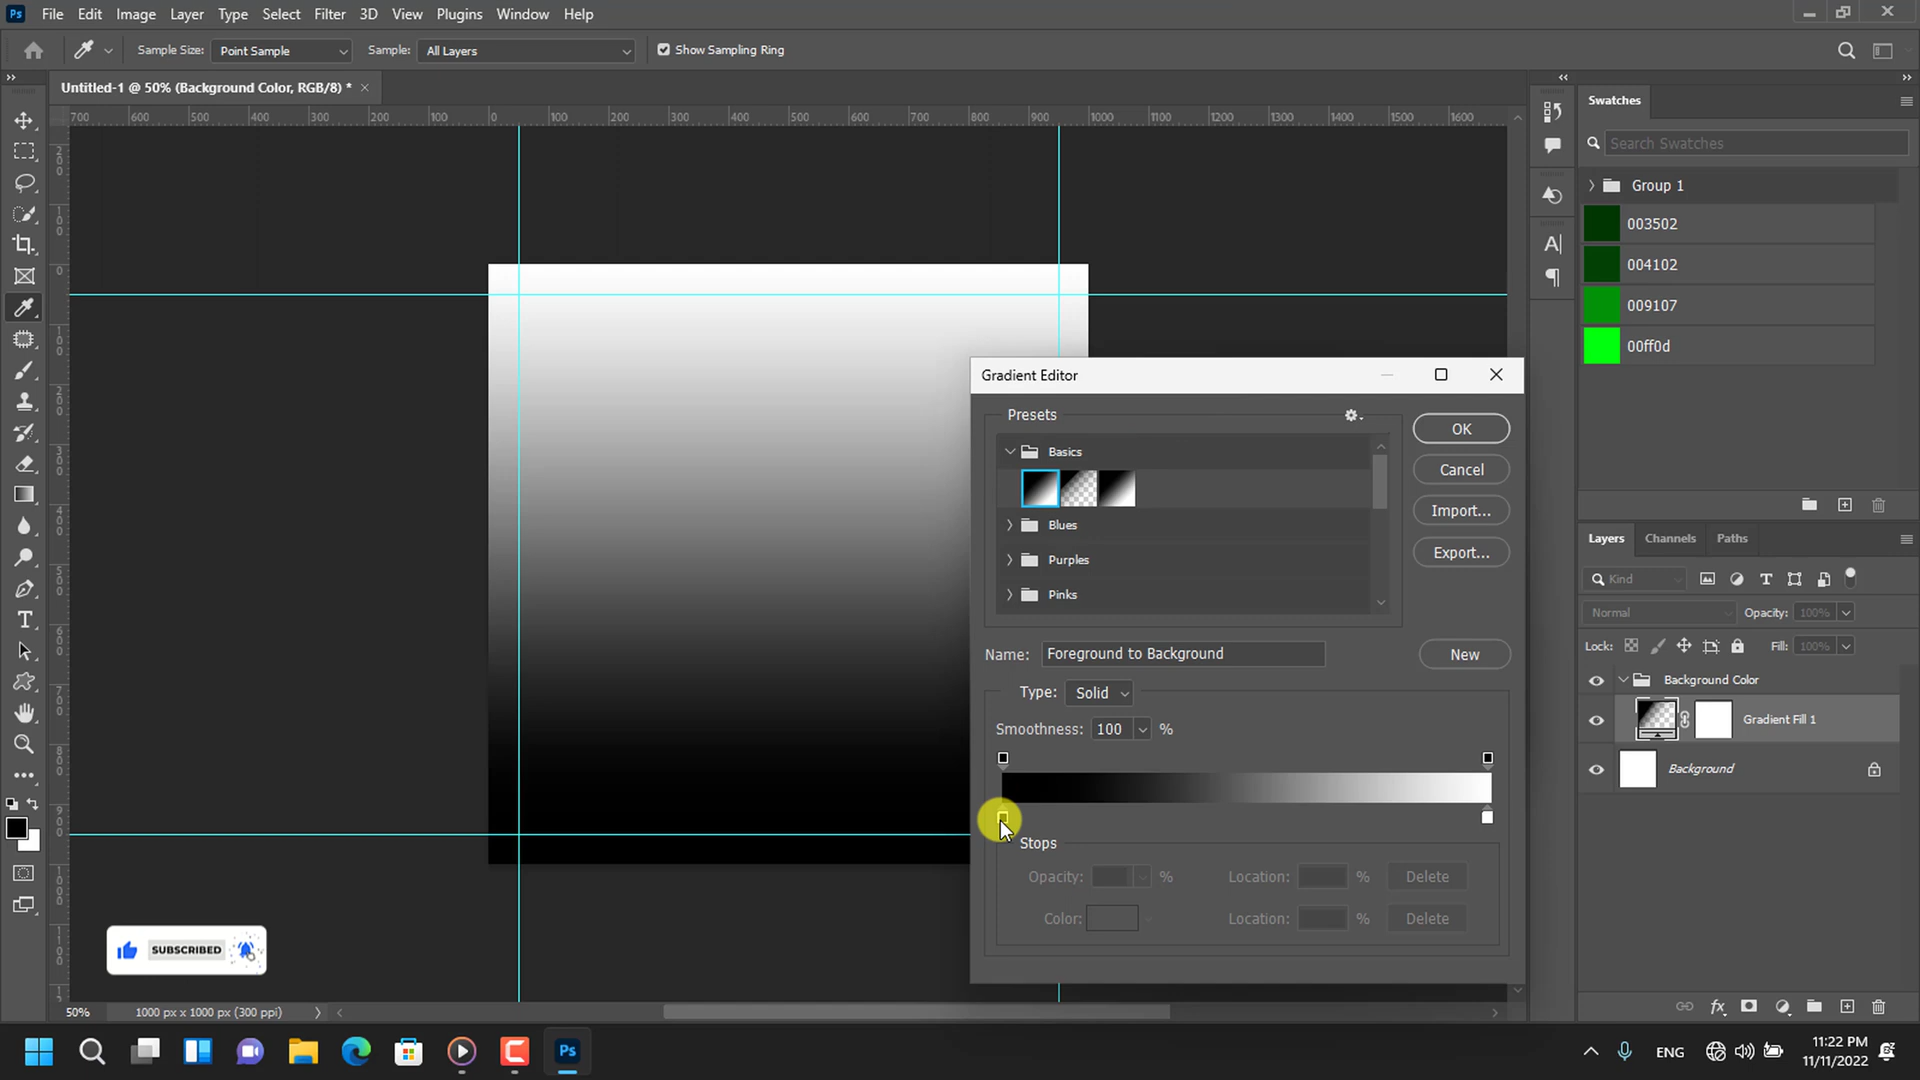 Ps File Edit Image Layer Type Select Filter 3D View Plugins Window Help
Sample Size: Point Sample Sample: All Layers Show Sampling Ring
Untitled-1 @ 50% (Background Color, RGB/8) *
700 600 500 400 300 200 100 0 100 200 300 400 500 600 700 800 900 1000 1100 1200 1300 1400 1500 1600
Swatches
Search Swatches
Group 1
003502
004102
009107
00ff0d
Gradient Editor
Presets
Basics
Blues
Purples
Pinks
OK
Cancel
Import...
Export...
Name: Foreground to Background
New
Type: Solid
Smoothness: 100 %
Stops
Opacity: % Location: % Delete
Color: Location: % Delete
Layers Channels Paths
Kind
Normal Opacity: 100%
Lock: Fill: 100%
Background Color
Gradient Fill 1
Background
fx
SUBSCRIBED
50% 1000 px x 1000 px (300 ppi)
Ps
ENG
11:22 PM
11/11/2022